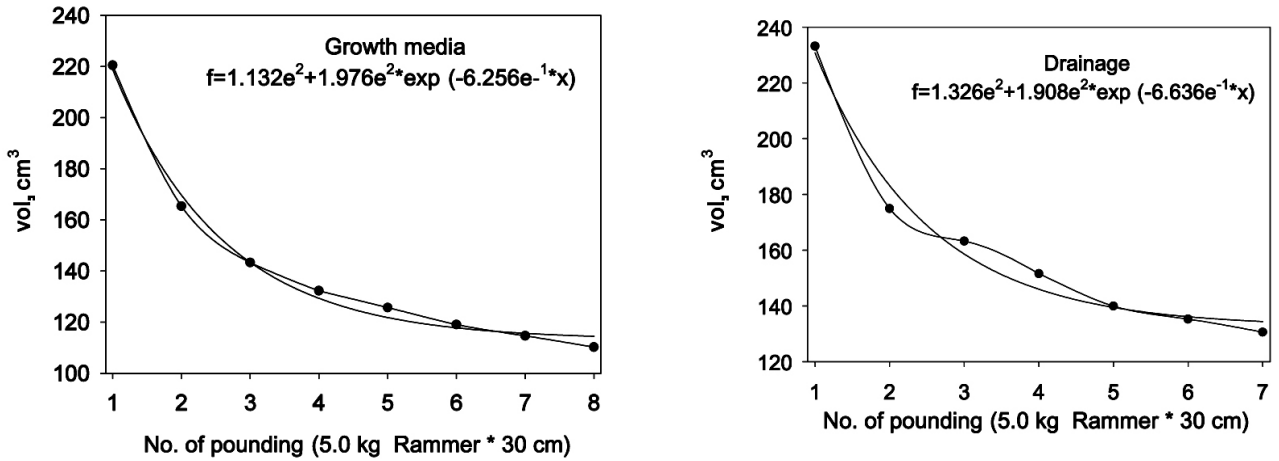 Growth media
f=1.132e²+1.976e²*exp (-6.256e-¹*x)
vol, cm³
240
220
200
180
160
140
120
100
1 2 3 4 5 6 7 8
No. of pounding (5.0 kg Rammer * 30 cm)
Drainage
f=1.326e²+1.908e²*exp (-6.636e-¹*x)
vol, cm³
240
220
200
180
160
140
120
1 2 3 4 5 6 7
No. of pounding (5.0 kg Rammer * 30 cm)